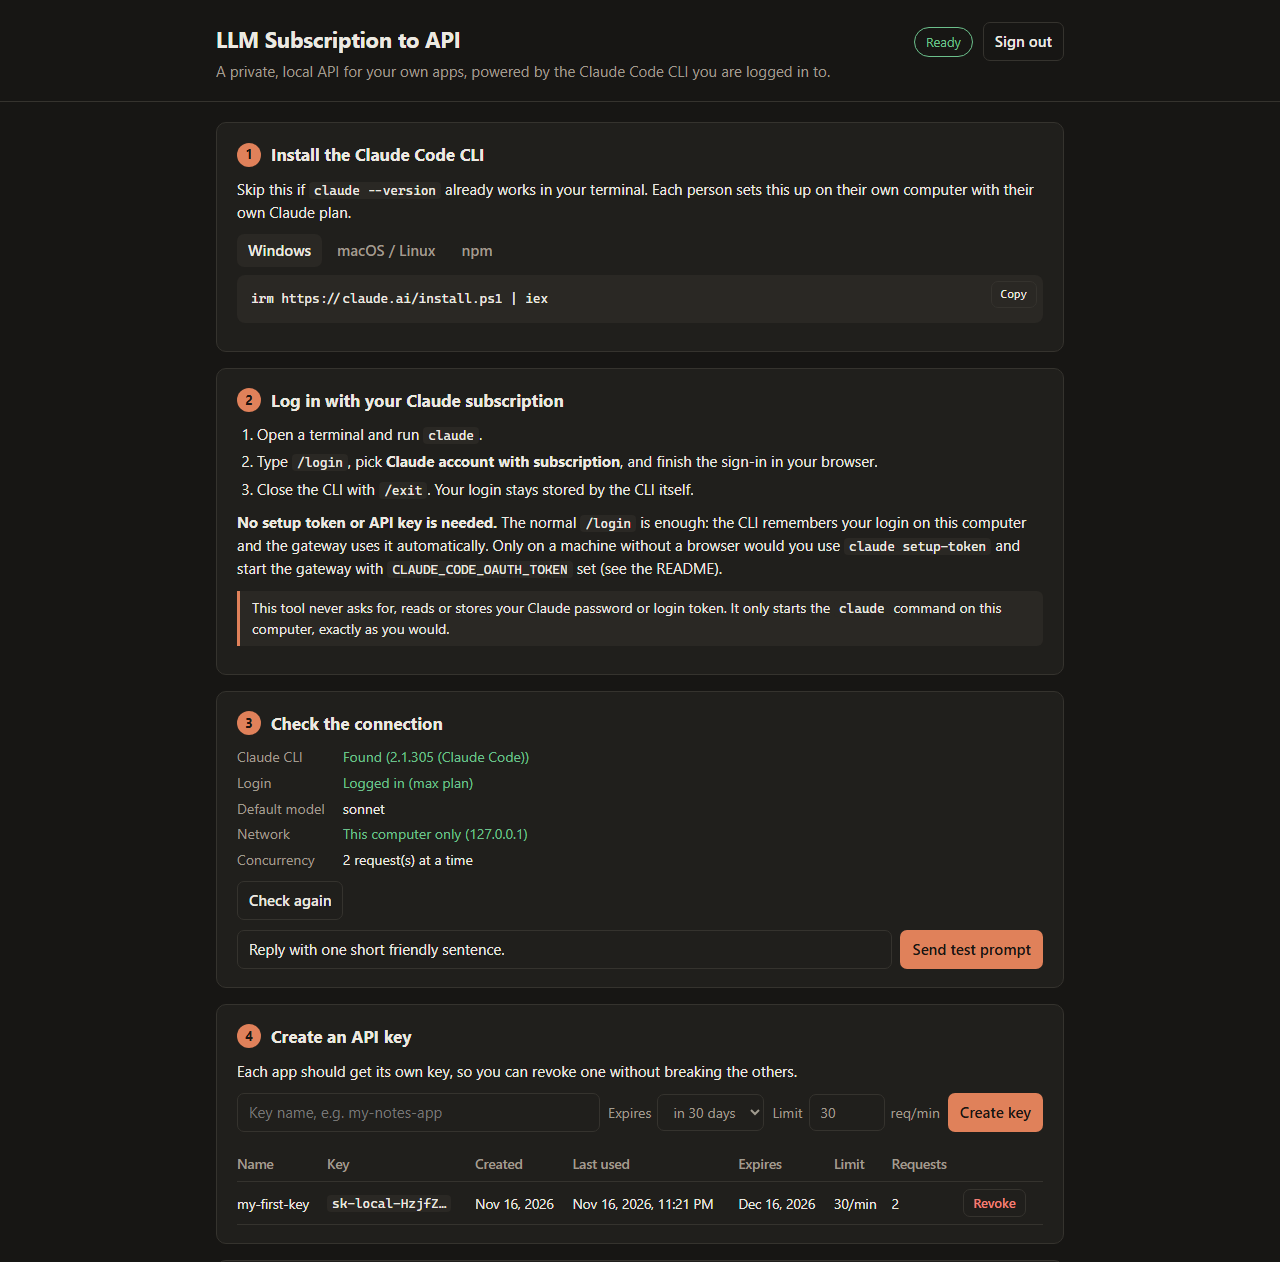 LLM Subscription to API
Ready
Sign out
A private, local API for your own apps, powered by the Claude Code CLI you are logged in to.
1
Install the Claude Code CLI
Skip this if claude --version already works in your terminal. Each person sets this up on their own computer with their
own Claude plan.
Windows macOS / Linux npm
irm https://claude.ai/install.ps1 | iex
Copy
2
Log in with your Claude subscription
1. Open a terminal and run claude.
2. Type /login, pick Claude account with subscription, and finish the sign-in in your browser.
3. Close the CLI with /exit. Your login stays stored by the CLI itself.
No setup token or API key is needed. The normal /login is enough: the CLI remembers your login on this computer
and the gateway uses it automatically. Only on a machine without a browser would you use claude setup-token and
start the gateway with CLAUDE_CODE_OAUTH_TOKEN set (see the README).
This tool never asks for, reads or stores your Claude password or login token. It only starts the claude command on this
computer, exactly as you would.
3
Check the connection
Claude CLI Found (2.1.305 (Claude Code))
Login Logged in (max plan)
Default model sonnet
Network This computer only (127.0.0.1)
Concurrency 2 request(s) at a time
Check again
Reply with one short friendly sentence.
Send test prompt
4
Create an API key
Each app should get its own key, so you can revoke one without breaking the others.
Key name, e.g. my-notes-app Expires in 30 days Limit 30 req/min Create key
Name Key Created Last used Expires Limit Requests
my-first-key sk-local-HzjfZ… Nov 16, 2026 Nov 16, 2026, 11:21 PM Dec 16, 2026 30/min 2 Revoke